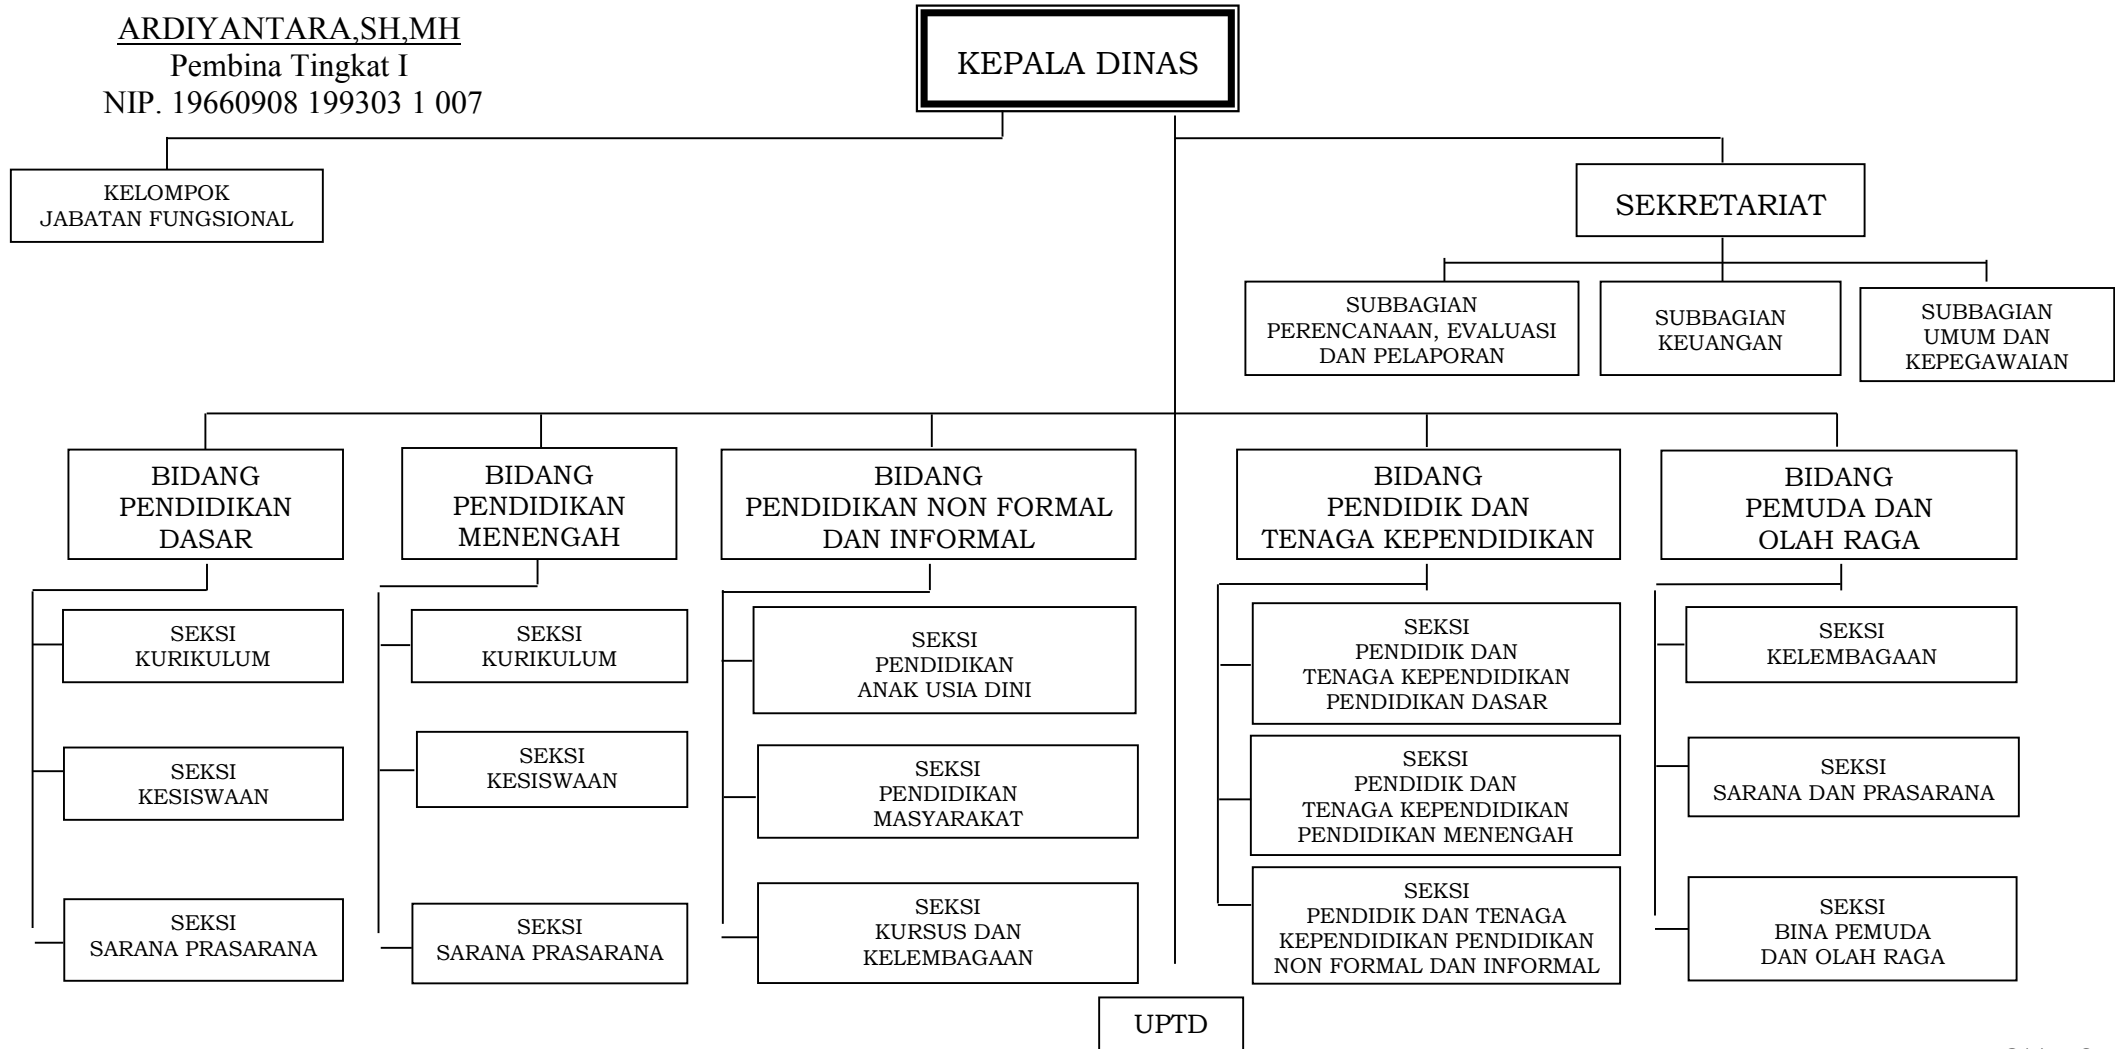 ARDIYANTARA,SH,MH
Pembina Tingkat I
NIP. 19660908 199303 1 007
KEPALA DINAS
KELOMPOK
JABATAN FUNGSIONAL
SEKRETARIAT
SUBBAGIAN
PERENCANAAN, EVALUASI
DAN PELAPORAN
SUBBAGIAN
KEUANGAN
SUBBAGIAN
UMUM DAN
KEPEGAWAIAN
BIDANG
PENDIDIKAN
DASAR
BIDANG
PENDIDIKAN
MENENGAH
BIDANG
PENDIDIKAN NON FORMAL
DAN INFORMAL
BIDANG
PENDIDIK DAN
TENAGA KEPENDIDIKAN
BIDANG
PEMUDA DAN
OLAH RAGA
SEKSI
KURIKULUM
SEKSI
KURIKULUM
SEKSI
PENDIDIKAN
ANAK USIA DINI
SEKSI
PENDIDIK DAN
TENAGA KEPENDIDIKAN
PENDIDIKAN DASAR
SEKSI
KELEMBAGAAN
SEKSI
KESISWAAN
SEKSI
KESISWAAN
SEKSI
PENDIDIKAN
MASYARAKAT
SEKSI
PENDIDIK DAN
TENAGA KEPENDIDIKAN
PENDIDIKAN MENENGAH
SEKSI
SARANA DAN PRASARANA
SEKSI
SARANA PRASARANA
SEKSI
SARANA PRASARANA
SEKSI
KURSUS DAN
KELEMBAGAAN
SEKSI
PENDIDIK DAN TENAGA
KEPENDIDIKAN PENDIDIKAN
NON FORMAL DAN INFORMAL
SEKSI
BINA PEMUDA
DAN OLAH RAGA
UPTD